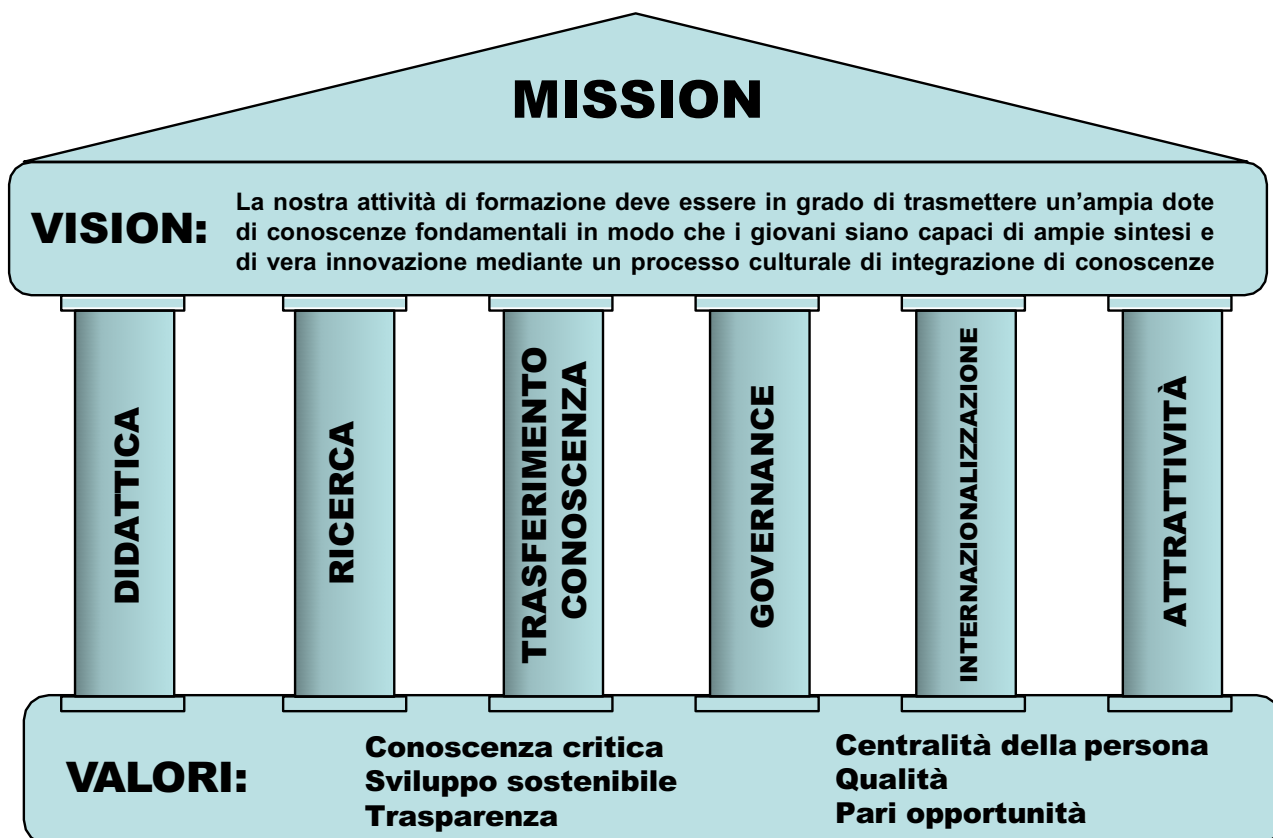 MISSION
VISION:
La nostra attività di formazione deve essere in grado di trasmettere un’ampia dote
di conoscenze fondamentali in modo che i giovani siano capaci di ampie sintesi e
di vera innovazione mediante un processo culturale di integrazione di conoscenze
DIDATTICA
RICERCA
TRASFERIMENTO
CONOSCENZA
GOVERNANCE
INTERNAZIONALIZZAZIONE
ATTRATTIVITÀ
VALORI:
Conoscenza critica
Sviluppo sostenibile
Trasparenza
Centralità della persona
Qualità
Pari opportunità